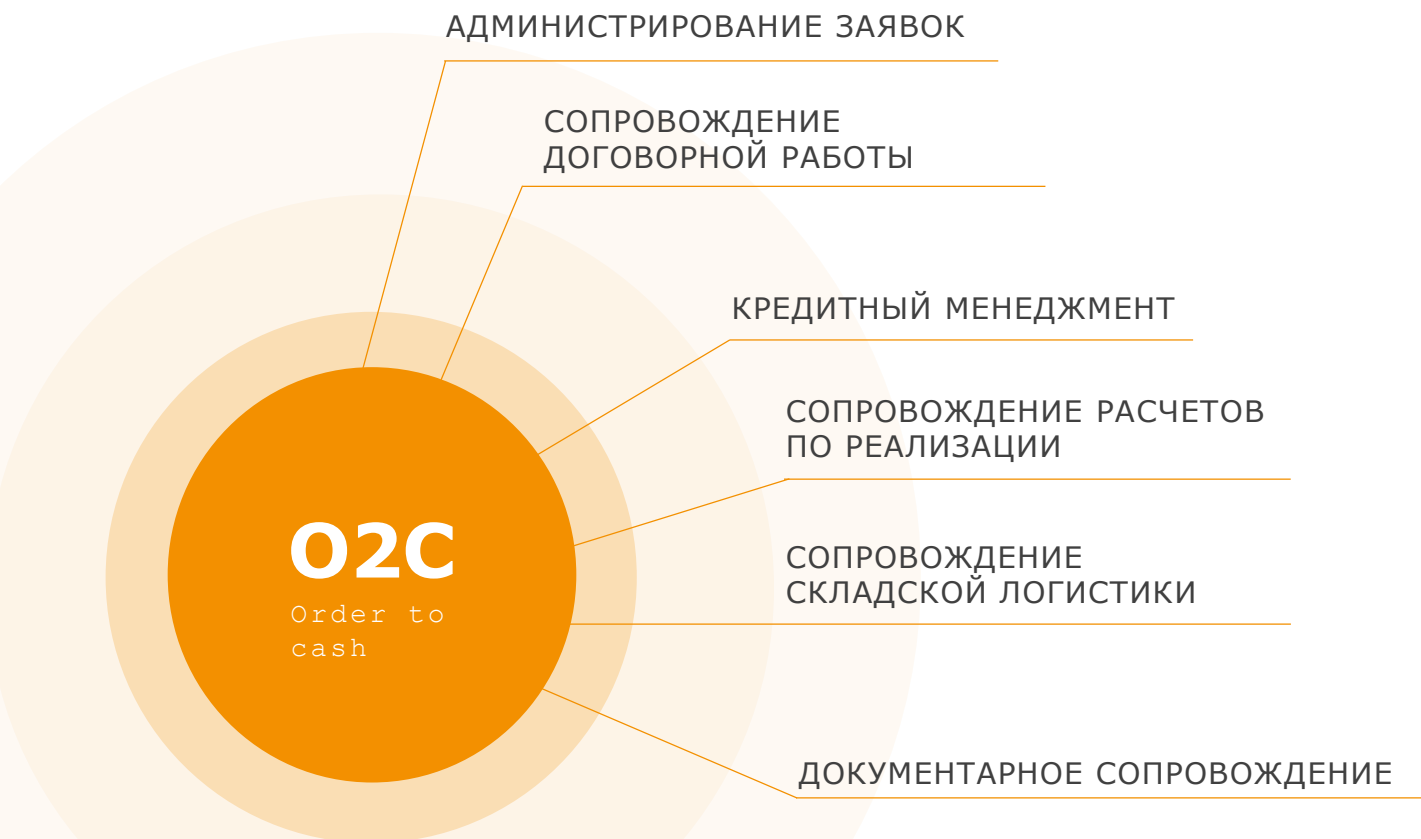 АДМИНИСТРИРОВАНИЕ ЗАЯВОК
СОПРОВОЖДЕНИЕ
ДОГОВОРНОЙ РАБОТЫ
КРЕДИТНЫЙ МЕНЕДЖМЕНТ
СОПРОВОЖДЕНИЕ РАСЧЕТОВ
ПО РЕАЛИЗАЦИИ
O2C
Order to
cash
СОПРОВОЖДЕНИЕ
СКЛАДСКОЙ ЛОГИСТИКИ
ДОКУМЕНТАРНОЕ СОПРОВОЖДЕНИЕ